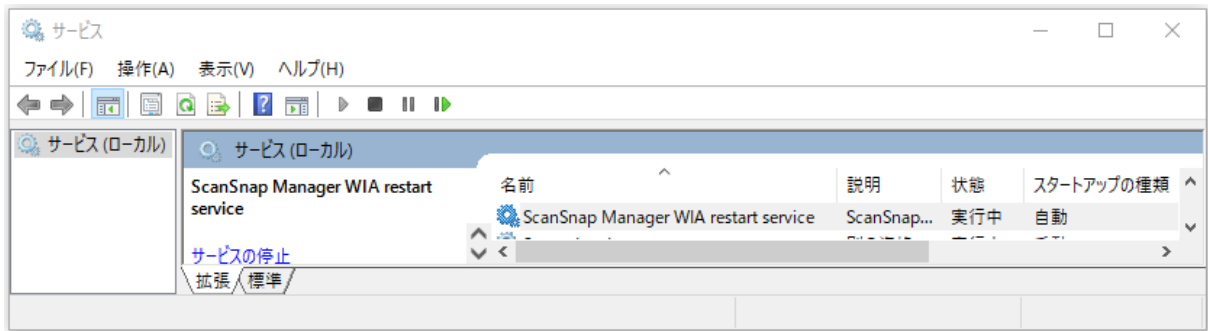 サービス
ファイル(F) 操作(A) 表示(V) ヘルプ(H)
サービス (ローカル)
サービス (ローカル)
ScanSnap Manager WIA restart
service
サービスの停止
名前 説明 状態 スタートアップの種類
ScanSnap Manager WIA restart service ScanSnap... 実行中 自動
拡張 標準